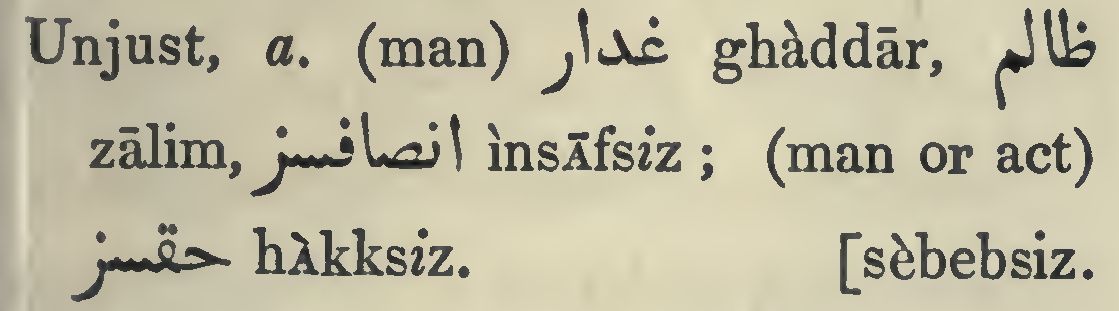 Unjust, a. (man) غدار ghàddār, ظالم
zālim, انصافسز ìnsĀfsiz ; (man or act)
حقسز hÀkksiz. [sèbebsiz.